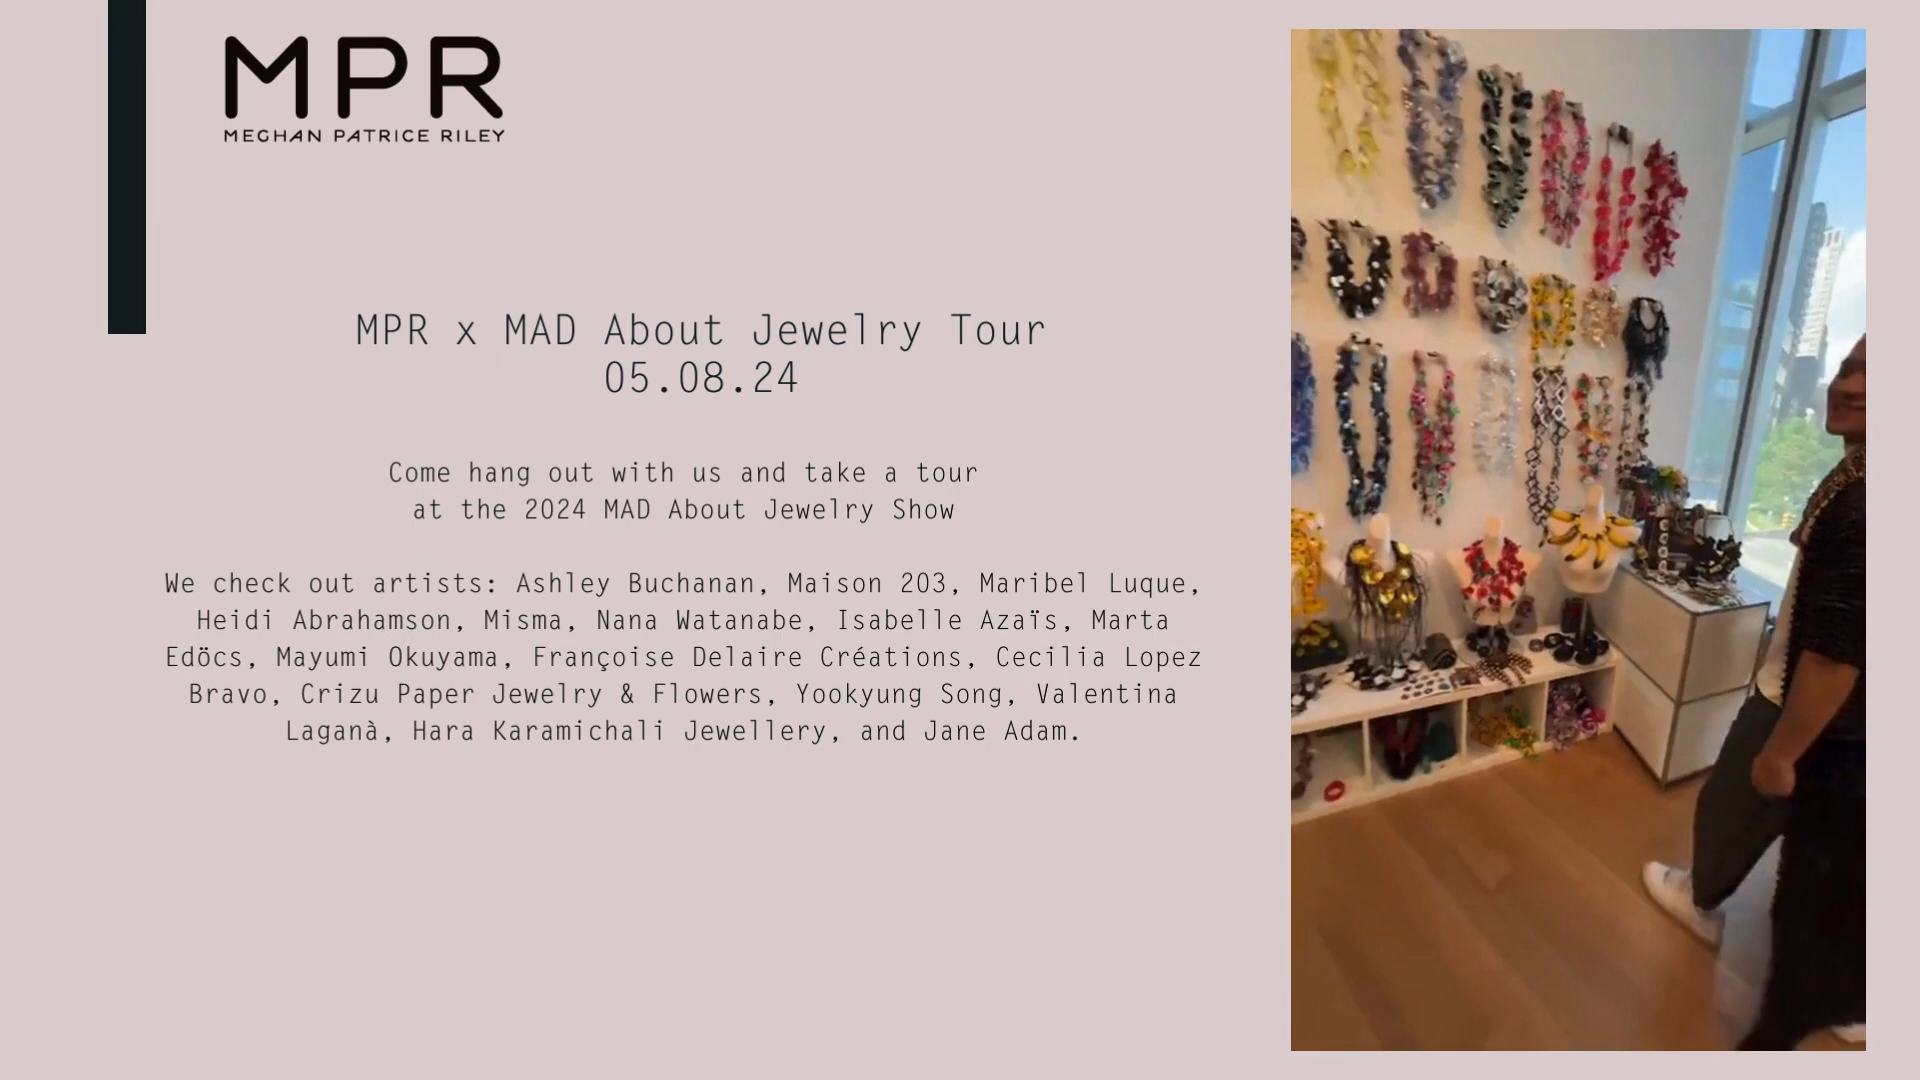 MPR
MEGHAN PATRICE RILEY
MPR x MAD About Jewelry Tour
05.08.24
Come hang out with us and take a tour
at the 2024 MAD About Jewelry Show
We check out artists: Ashley Buchanan, Maison 203, Maribel Luque,
Heidi Abrahamson, Misma, Nana Watanabe, Isabelle Azaïs, Marta
Edöcs, Mayumi Okuyama, Françoise Delaire Créations, Cecilia Lopez
Bravo, Crizu Paper Jewelry & Flowers, Yookyung Song, Valentina
Laganà, Hara Karamichali Jewellery, and Jane Adam.